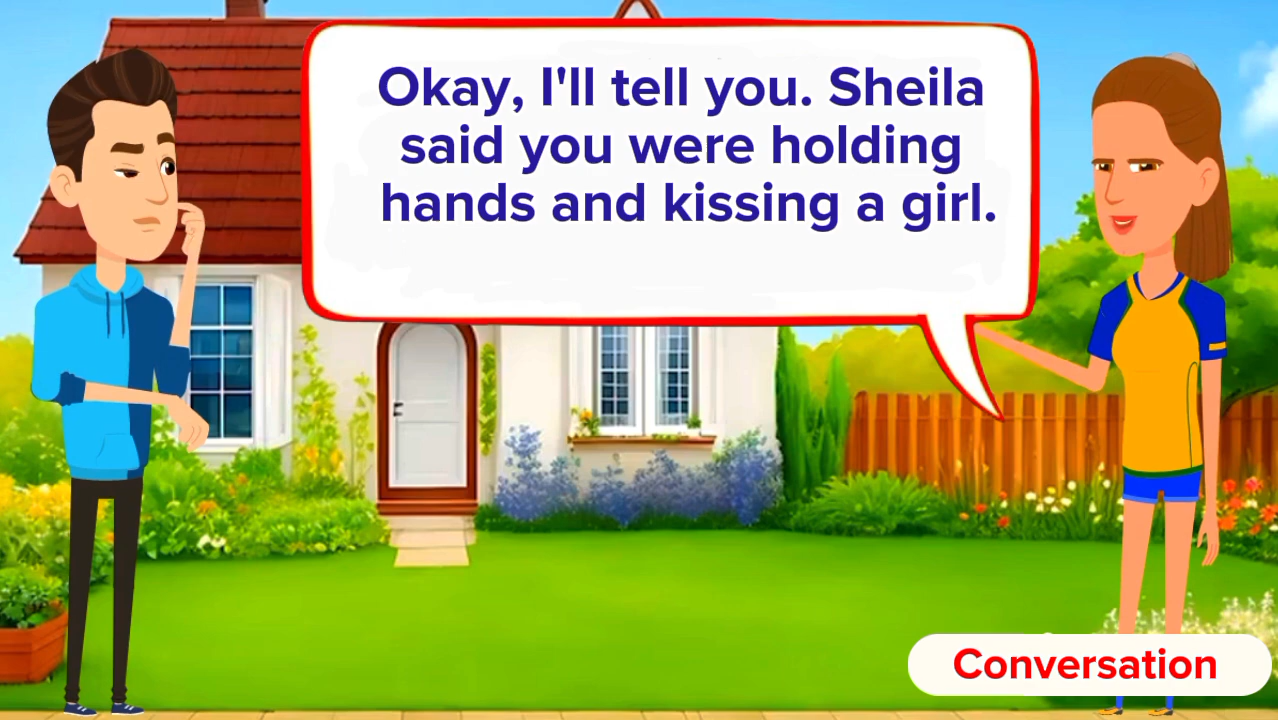 Okay, I'll tell you. Sheila
said you were holding
hands and kissing a girl.
Conversation